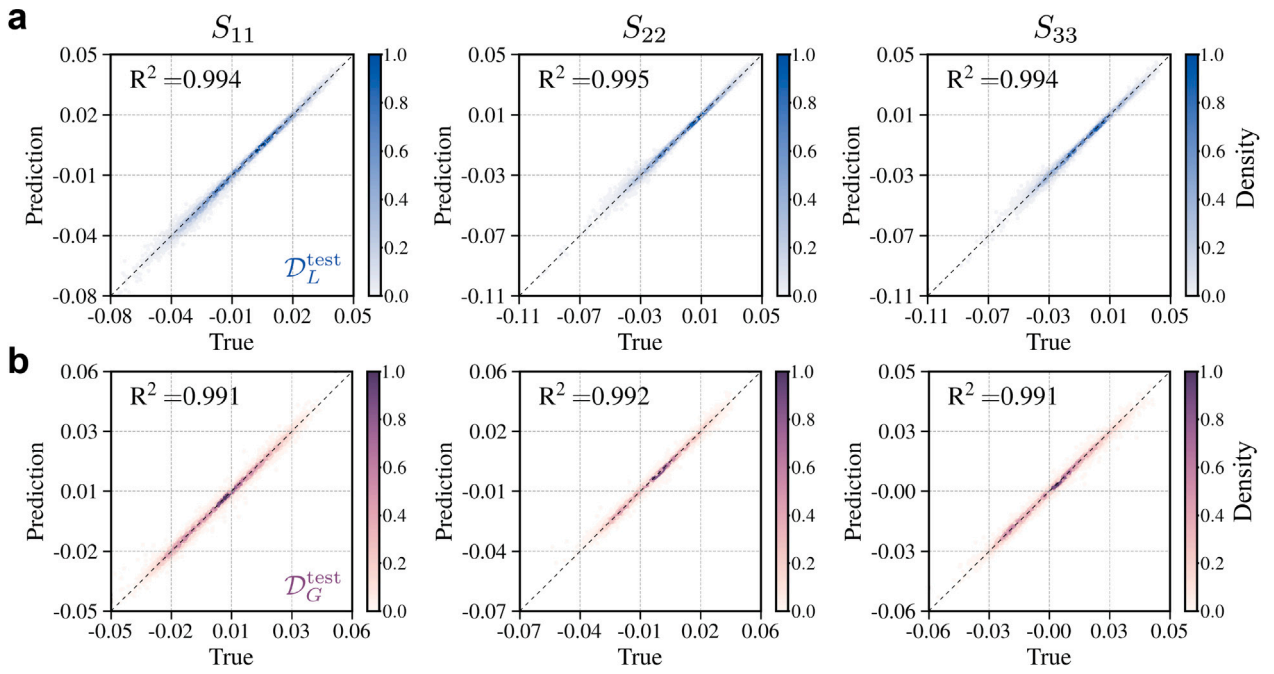 a
S₁₁ S₂₂ S₃₃
R² =0.994
Prediction
0.05
0.02
-0.01
-0.04
-0.08
-0.08 -0.04 -0.01 0.02 0.05
True
𝒟_L^test
1.0
0.8
0.6
0.4
0.2
0.0
R² =0.995
Prediction
0.05
0.01
-0.03
-0.07
-0.11
-0.11 -0.07 -0.03 0.01 0.05
True
1.0
0.8
0.6
0.4
0.2
0.0
R² =0.994
Prediction
0.05
0.01
-0.03
-0.07
-0.11
-0.11 -0.07 -0.03 0.01 0.05
True
1.0
0.8
0.6
0.4
0.2
0.0
Density
b
R² =0.991
Prediction
0.06
0.03
0.01
-0.02
-0.05
-0.05 -0.02 0.01 0.03 0.06
True
𝒟_G^test
1.0
0.8
0.6
0.4
0.2
0.0
R² =0.992
Prediction
0.06
0.02
-0.01
-0.04
-0.07
-0.07 -0.04 -0.01 0.02 0.06
True
1.0
0.8
0.6
0.4
0.2
0.0
R² =0.991
Prediction
0.05
0.03
-0.00
-0.03
-0.06
-0.06 -0.03 -0.00 0.03 0.05
True
1.0
0.8
0.6
0.4
0.2
0.0
Density